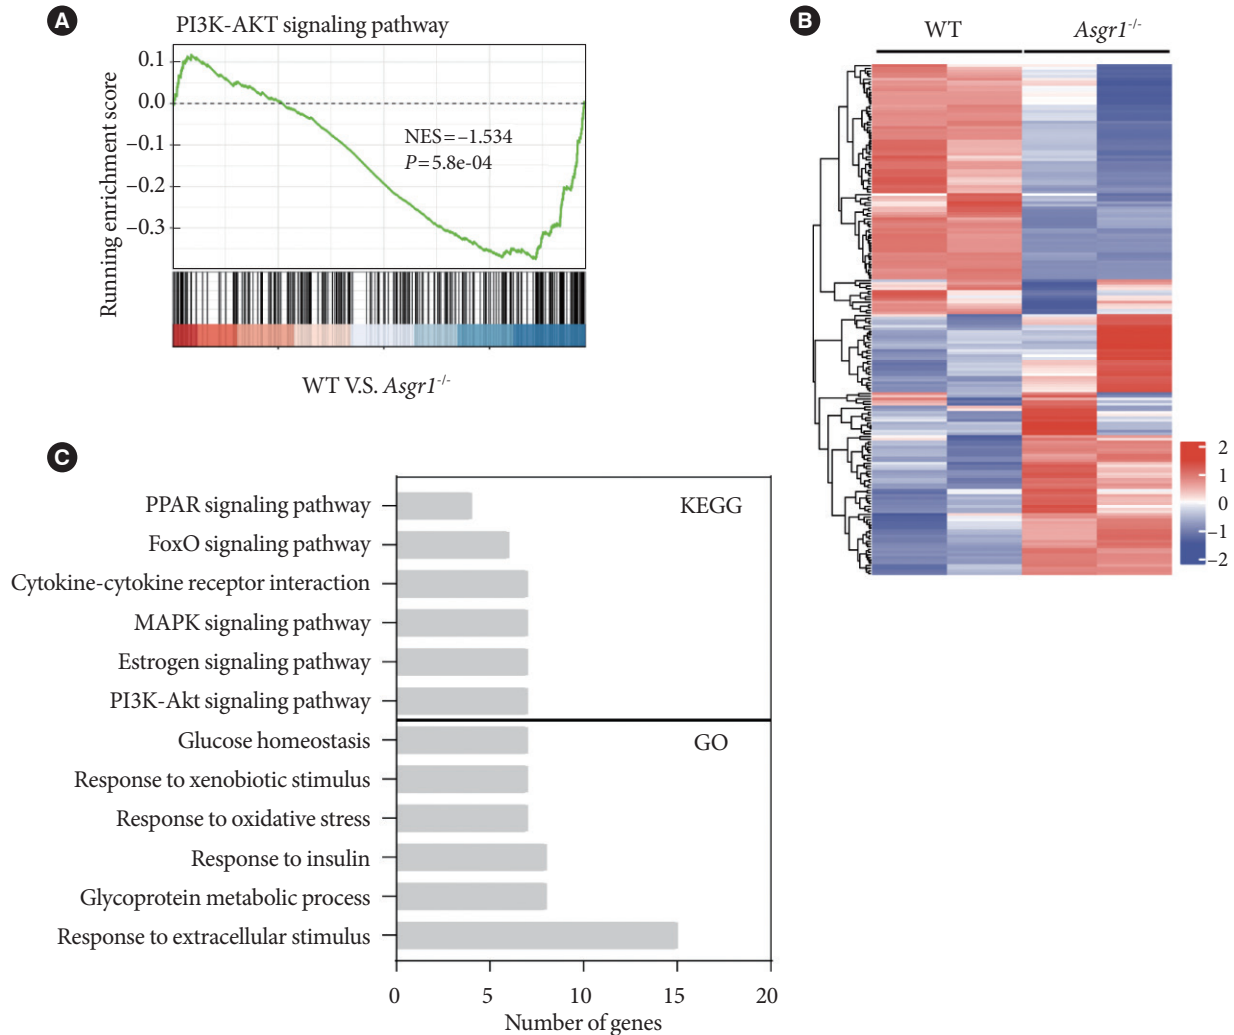 A
PI3K-AKT signaling pathway
Running enrichment score
0.1
0.0
−0.1
−0.2
−0.3
NES=−1.534
P=5.8e-04
WT V.S. Asgr1-/-
B
WT Asgr1-/-
2
1
0
−1
−2
C
KEGG
PPAR signaling pathway
FoxO signaling pathway
Cytokine-cytokine receptor interaction
MAPK signaling pathway
Estrogen signaling pathway
PI3K-Akt signaling pathway
GO
Glucose homeostasis
Response to xenobiotic stimulus
Response to oxidative stress
Response to insulin
Glycoprotein metabolic process
Response to extracellular stimulus
0 5 10 15 20
Number of genes